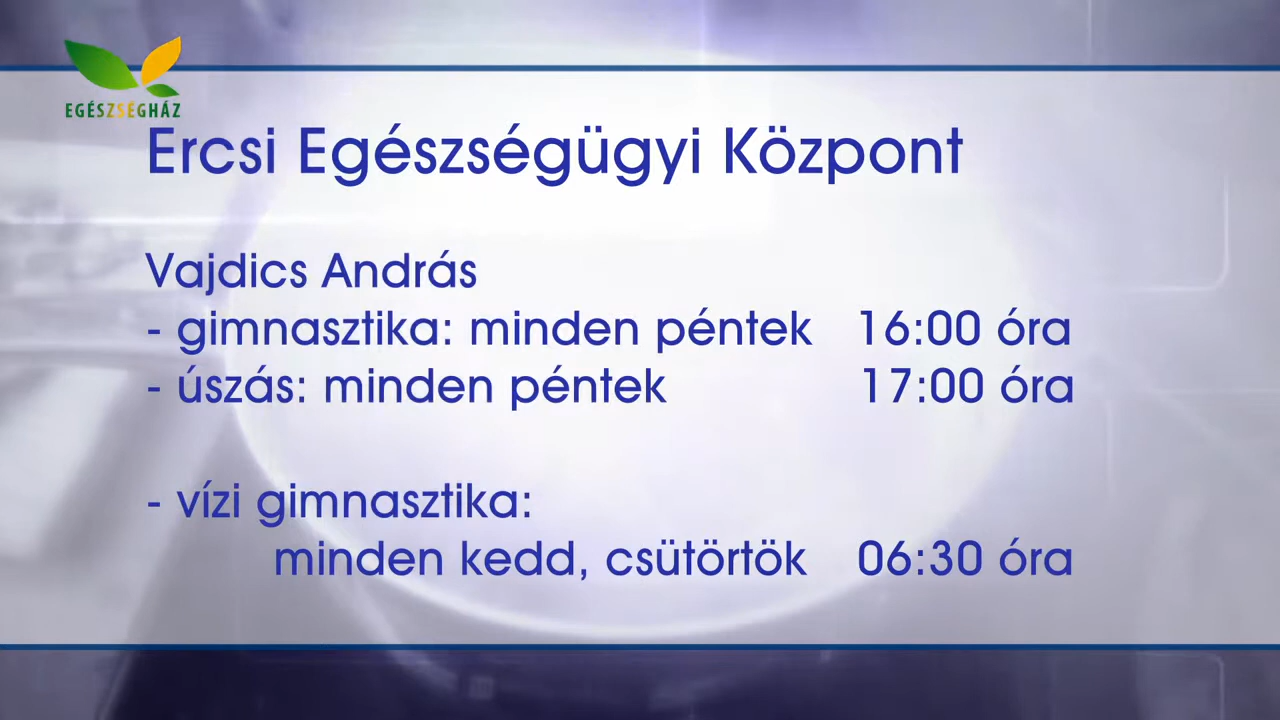 EGÉSZSÉGHÁZ
Ercsi Egészségügyi Központ
Vajdics András
- gimnasztika: minden péntek 16:00 óra
- úszás: minden péntek 17:00 óra
- vízi gimnasztika:
minden kedd, csütörtök 06:30 óra